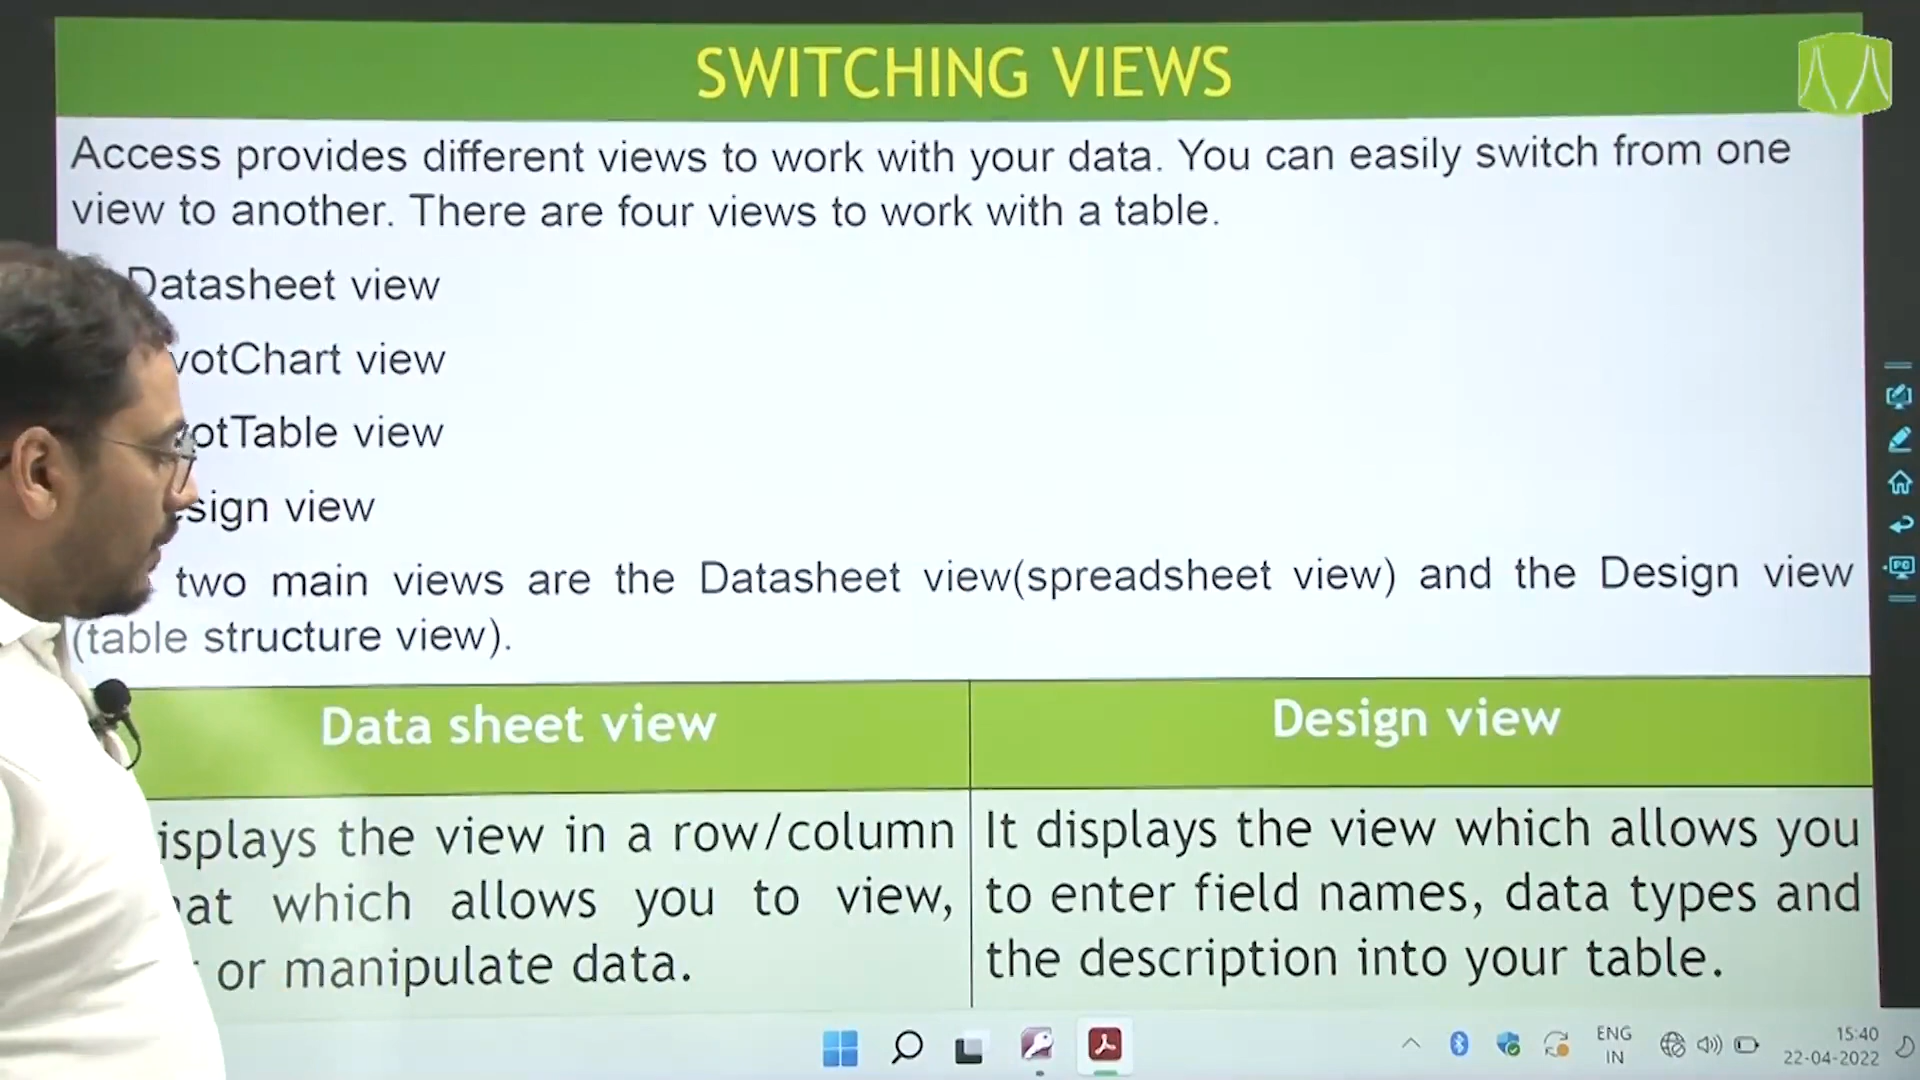 SWITCHING VIEWS
Access provides different views to work with your data. You can easily switch from one
view to another. There are four views to work with a table.
Datasheet view
votChart view
otTable view
sign view
two main views are the Datasheet view(spreadsheet view) and the Design view
(table structure view).
Data sheet view
Design view
isplays the view in a row/column
at which allows you to view,
or manipulate data.
It displays the view which allows you
to enter field names, data types and
the description into your table.
ENG
IN
15:40
22-04-2022